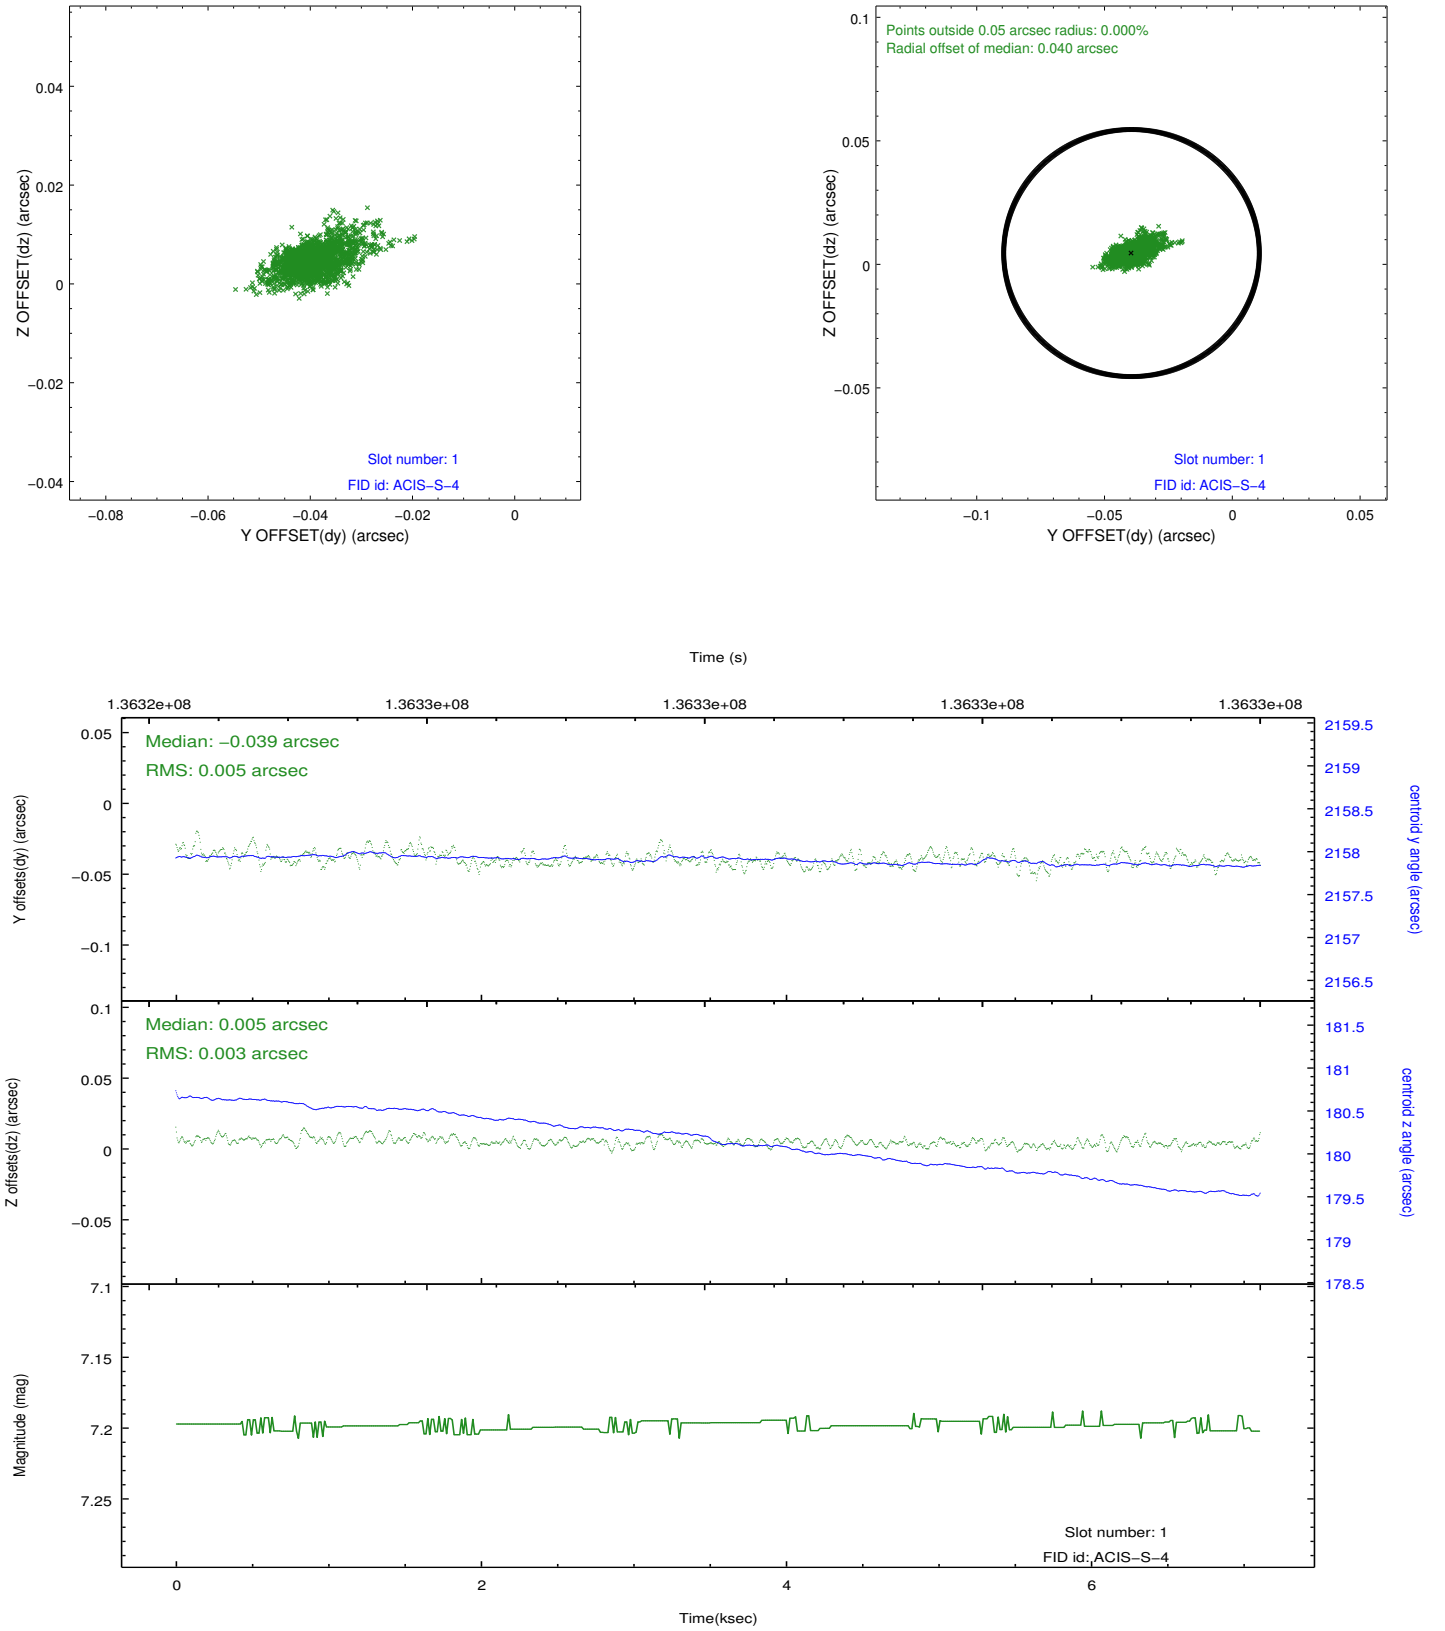 0.04
0.02
0
−0.02
−0.04
Z OFFSET(dz) (arcsec)
Slot number: 1
FID id: ACIS−S−4
−0.08
−0.06
−0.04
−0.02
0
Y OFFSET(dy) (arcsec)
Points outside 0.05 arcsec radius: 0.000%
Radial offset of median: 0.040 arcsec
0.1
0.05
0
−0.05
Z OFFSET(dz) (arcsec)
Slot number: 1
FID id: ACIS−S−4
−0.1
−0.05
0
0.05
Y OFFSET(dy) (arcsec)
Time (s)
1.3632e+08
1.3633e+08
1.3633e+08
1.3633e+08
1.3633e+08
Median: −0.039 arcsec
RMS: 0.005 arcsec
0.05
0
−0.05
−0.1
Y offsets(dy) (arcsec)
2159.5
2159
2158.5
2158
2157.5
2157
2156.5
centroid y angle (arcsec)
Median: 0.005 arcsec
RMS: 0.003 arcsec
0.1
0.05
0
−0.05
Z offsets(dz) (arcsec)
181.5
181
180.5
180
179.5
179
178.5
centroid z angle (arcsec)
7.1
7.15
7.2
7.25
Magnitude (mag)
Slot number: 1
FID id: ACIS−S−4
0
2
4
6
Time(ksec)